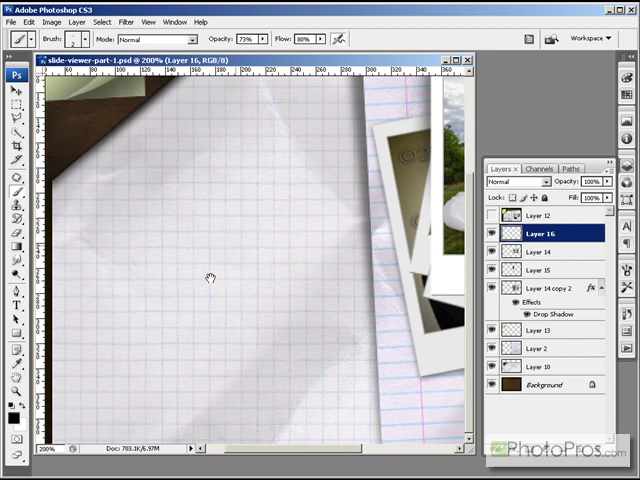 Adobe Photoshop CS3
File Edit Image Layer Select Filter View Window Help
Brush: 2 Mode: Normal Opacity: 73% Flow: 80% Workspace
slide-viewer-part-1.psd @ 200% (Layer 16, RGB/8)
Layers Channels Paths
Normal Opacity: 100%
Lock: Fill: 100%
Layer 12
Layer 16
Layer 14
Layer 15
Layer 14 copy 2 fx
Effects
Drop Shadow
Layer 13
Layer 2
Layer 10
Background
200% Doc: 703.1K/6.97M
PhotoPros.com